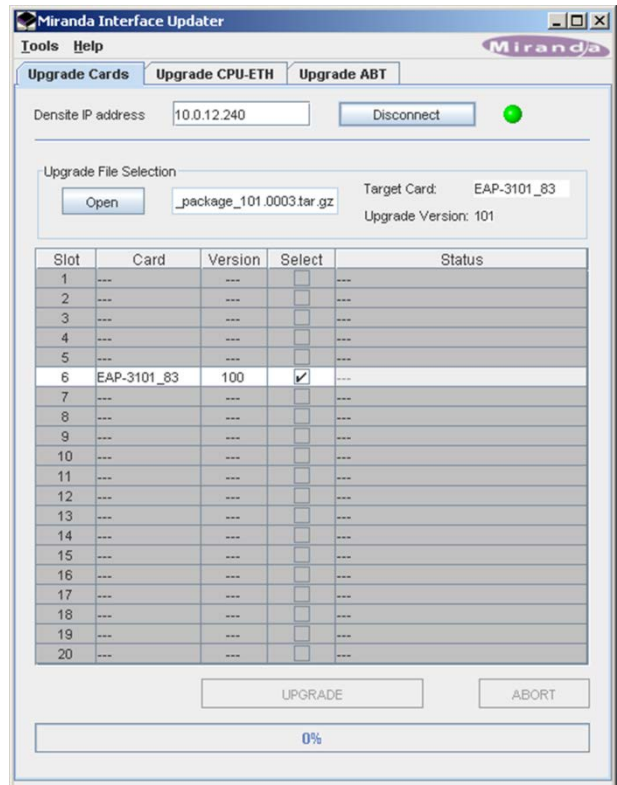 Miranda Interface Updater
Tools Help
Miranda
Upgrade Cards Upgrade CPU-ETH Upgrade ABT
Densite IP address 10.0.12.240 Disconnect
Upgrade File Selection
Open _package_101.0003.tar.gz Target Card: EAP-3101_83
Upgrade Version: 101
Slot Card Version Select Status
1 --- --- ---
2 --- --- ---
3 --- --- ---
4 --- --- ---
5 --- --- ---
6 EAP-3101_83 100 ✔ ---
7 --- --- ---
8 --- --- ---
9 --- --- ---
10 --- --- ---
11 --- --- ---
12 --- --- ---
13 --- --- ---
14 --- --- ---
15 --- --- ---
16 --- --- ---
17 --- --- ---
18 --- --- ---
19 --- --- ---
20 --- --- ---
UPGRADE ABORT
0%